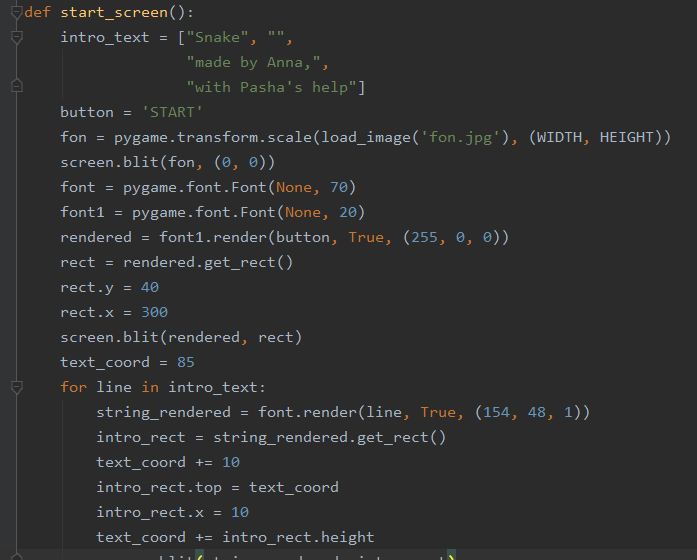 def start_screen():
    intro_text = ["Snake", "",
                  "made by Anna,",
                  "with Pasha's help"]
    button = 'START'
    fon = pygame.transform.scale(load_image('fon.jpg'), (WIDTH, HEIGHT))
    screen.blit(fon, (0, 0))
    font = pygame.font.Font(None, 70)
    font1 = pygame.font.Font(None, 20)
    rendered = font1.render(button, True, (255, 0, 0))
    rect = rendered.get_rect()
    rect.y = 40
    rect.x = 300
    screen.blit(rendered, rect)
    text_coord = 85
    for line in intro_text:
        string_rendered = font.render(line, True, (154, 48, 1))
        intro_rect = string_rendered.get_rect()
        text_coord += 10
        intro_rect.top = text_coord
        intro_rect.x = 10
        text_coord += intro_rect.height